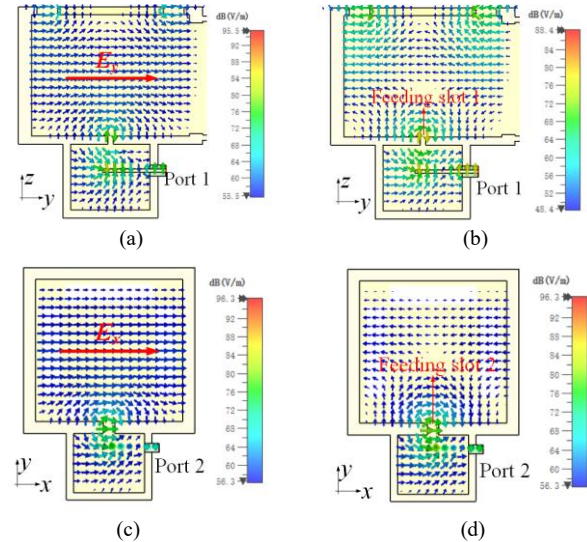 dB(V/m)
95.5
92
88
84
80
76
72
68
64
60
55.5
E_y
Port 1
z
y
(a)
dB(V/m)
88.4
84
80
76
72
68
64
60
56
52
45.4
Feeding slot 1
Port 1
z
y
(b)
dB(V/m)
96.3
92
88
84
80
76
72
68
64
60
56.3
E_x
Port 2
y
x
(c)
dB(V/m)
96.3
92
88
84
80
76
72
68
64
60
56.3
Feeding slot 2
Port 2
y
x
(d)